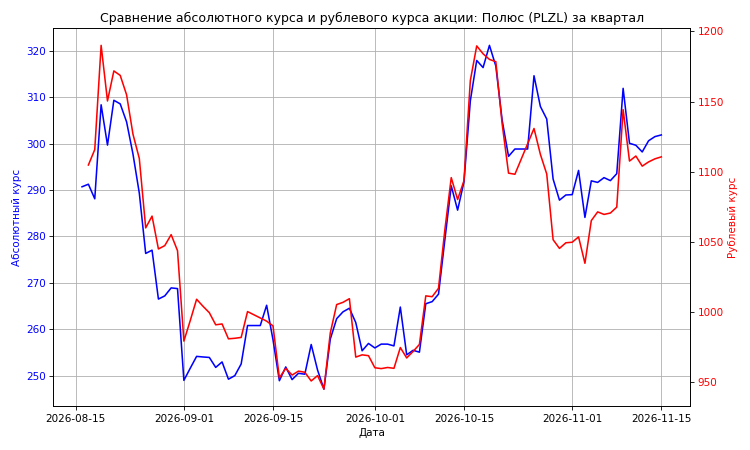 Сравнение абсолютного курса и рублевого курса акции: Полюс (PLZL) за квартал
Абсолютный курс
320
310
300
290
280
270
260
250
1200
1150
1100
1050
1000
950
Рублевый курс
2026-08-15 2026-09-01 2026-09-15 2026-10-01 2026-10-15 2026-11-01 2026-11-15
Дата